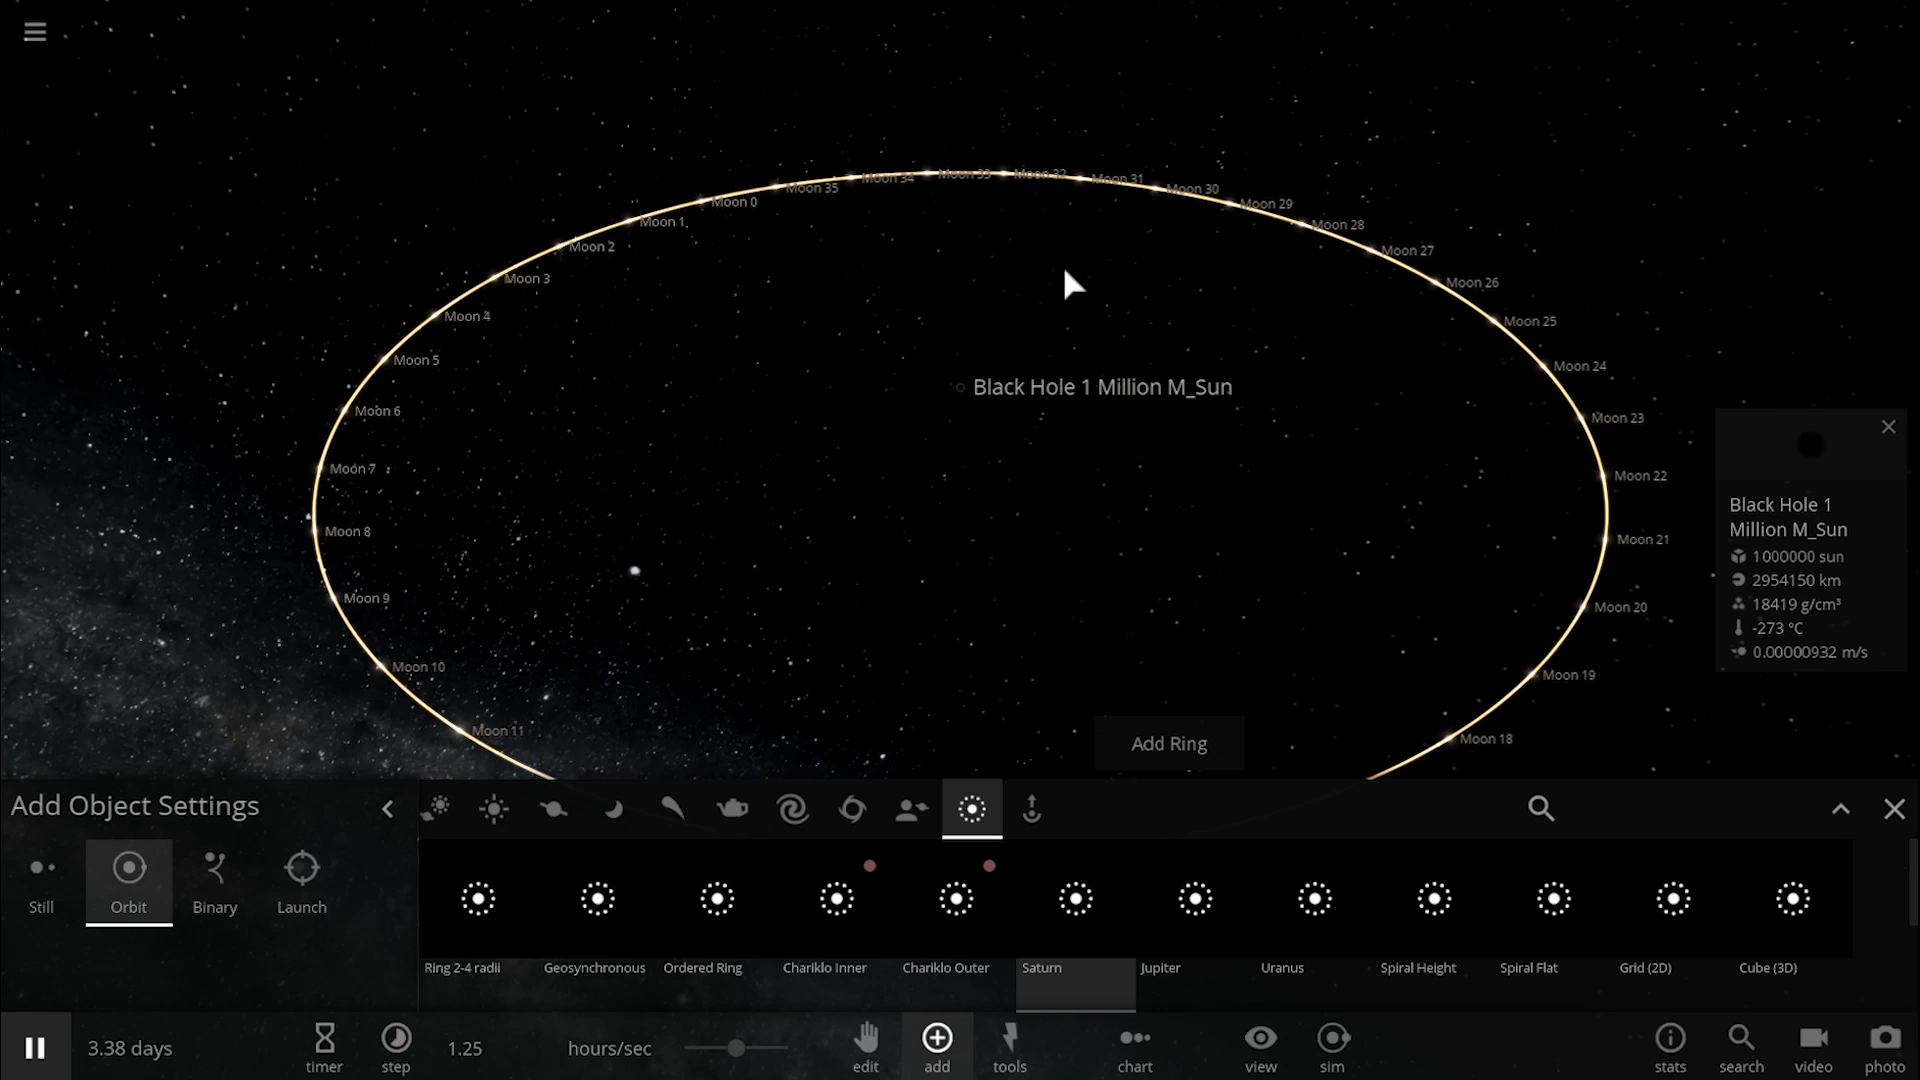 Moon 33
Moon 32
Moon 34
Moon 31
Moon 35
Moon 30
Moon 0
Moon 29
Moon 1
Moon 28
Moon 2
Moon 27
Moon 3
Moon 26
Moon 4
Moon 25
Moon 5
Moon 24
Black Hole 1 Million M_Sun
Moon 6
Moon 23
Moon 7
Moon 22
Moon 8
Moon 21
Moon 9
Moon 20
Moon 10
Moon 19
Moon 11
Moon 18
Black Hole 1
Million M_Sun
1000000 sun
2954150 km
18419 g/cm³
-273 °C
0.00000932 m/s
Add Ring
Add Object Settings
Still
Orbit
Binary
Launch
Ring 2-4 radii
Geosynchronous
Ordered Ring
Chariklo Inner
Chariklo Outer
Saturn
Jupiter
Uranus
Spiral Height
Spiral Flat
Grid (2D)
Cube (3D)
3.38 days
timer
step
1.25
hours/sec
edit
add
tools
chart
view
sim
stats
search
video
photo